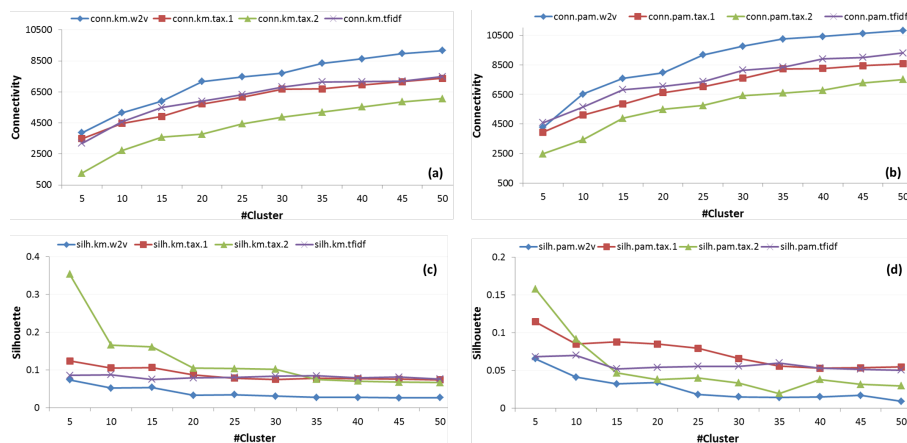 conn.km.w2v conn.km.tax.1 conn.km.tax.2 conn.km.tfidf
10500
8500
6500
4500
2500
500
Connectivity
(a)
5 10 15 20 25 30 35 40 45 50
#Cluster
conn.pam.w2v conn.pam.tax.1 conn.pam.tax.2 conn.pam.tfidf
10500
8500
6500
4500
2500
500
Connectivity
(b)
5 10 15 20 25 30 35 40 45 50
#Cluster
silh.km.w2v silh.km.tax.1 silh.km.tax.2 silh.km.tfidf
0.4
0.3
0.2
0.1
0
Silhouette
(c)
5 10 15 20 25 30 35 40 45 50
#Cluster
silh.pam.w2v silh.pam.tax.1 silh.pam.tax.2 silh.pam.tfidf
0.2
0.15
0.1
0.05
0
Silhouette
(d)
5 10 15 20 25 30 35 40 45 50
#Cluster